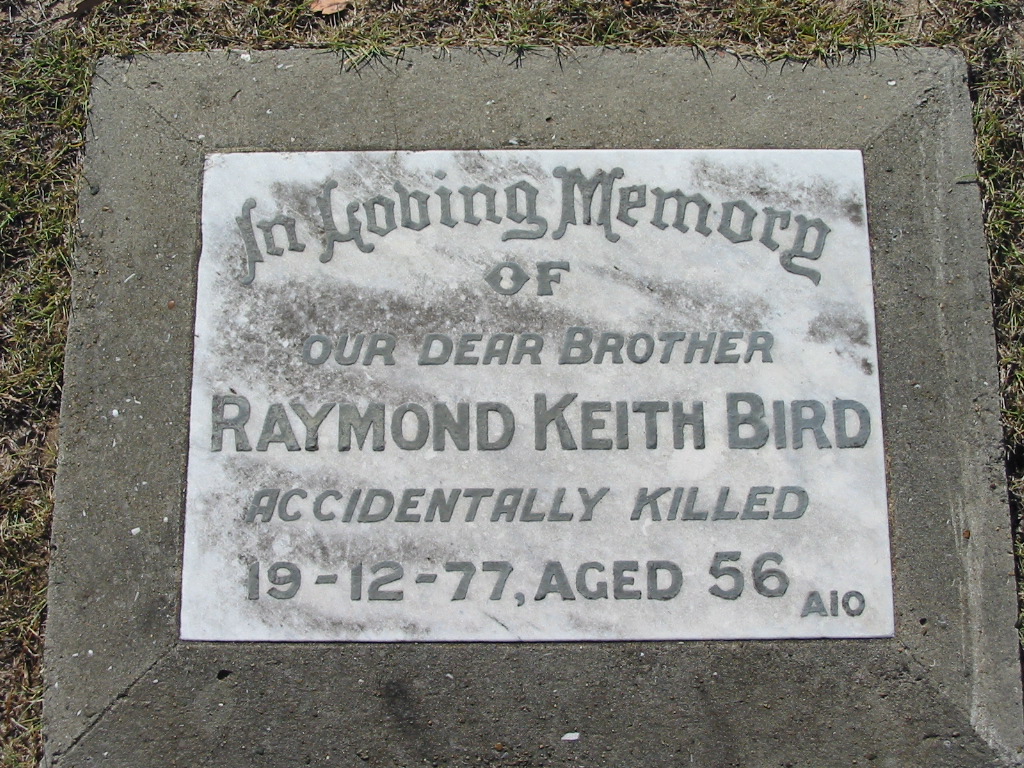 In Loving Memory
OF
OUR DEAR BROTHER
RAYMOND KEITH BIRD
ACCIDENTALLY KILLED
19-12-77, AGED 56
A10